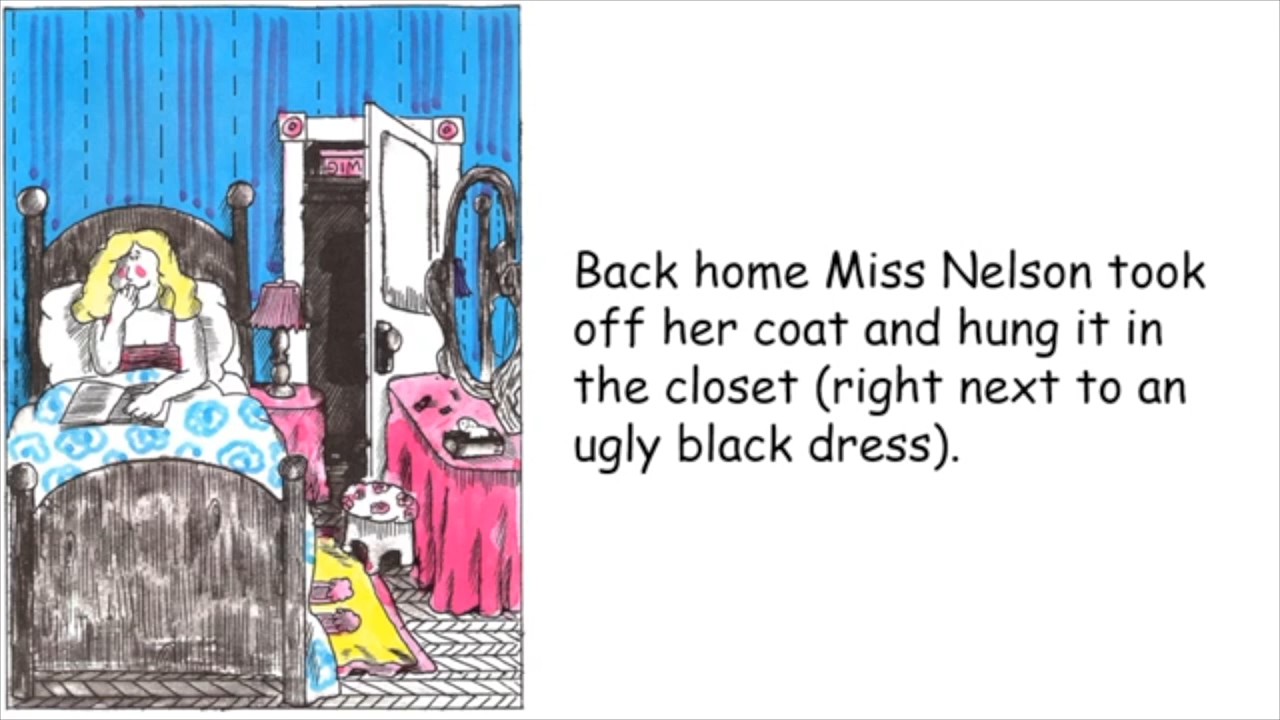 WIG
Back home Miss Nelson took
off her coat and hung it in
the closet (right next to an
ugly black dress).